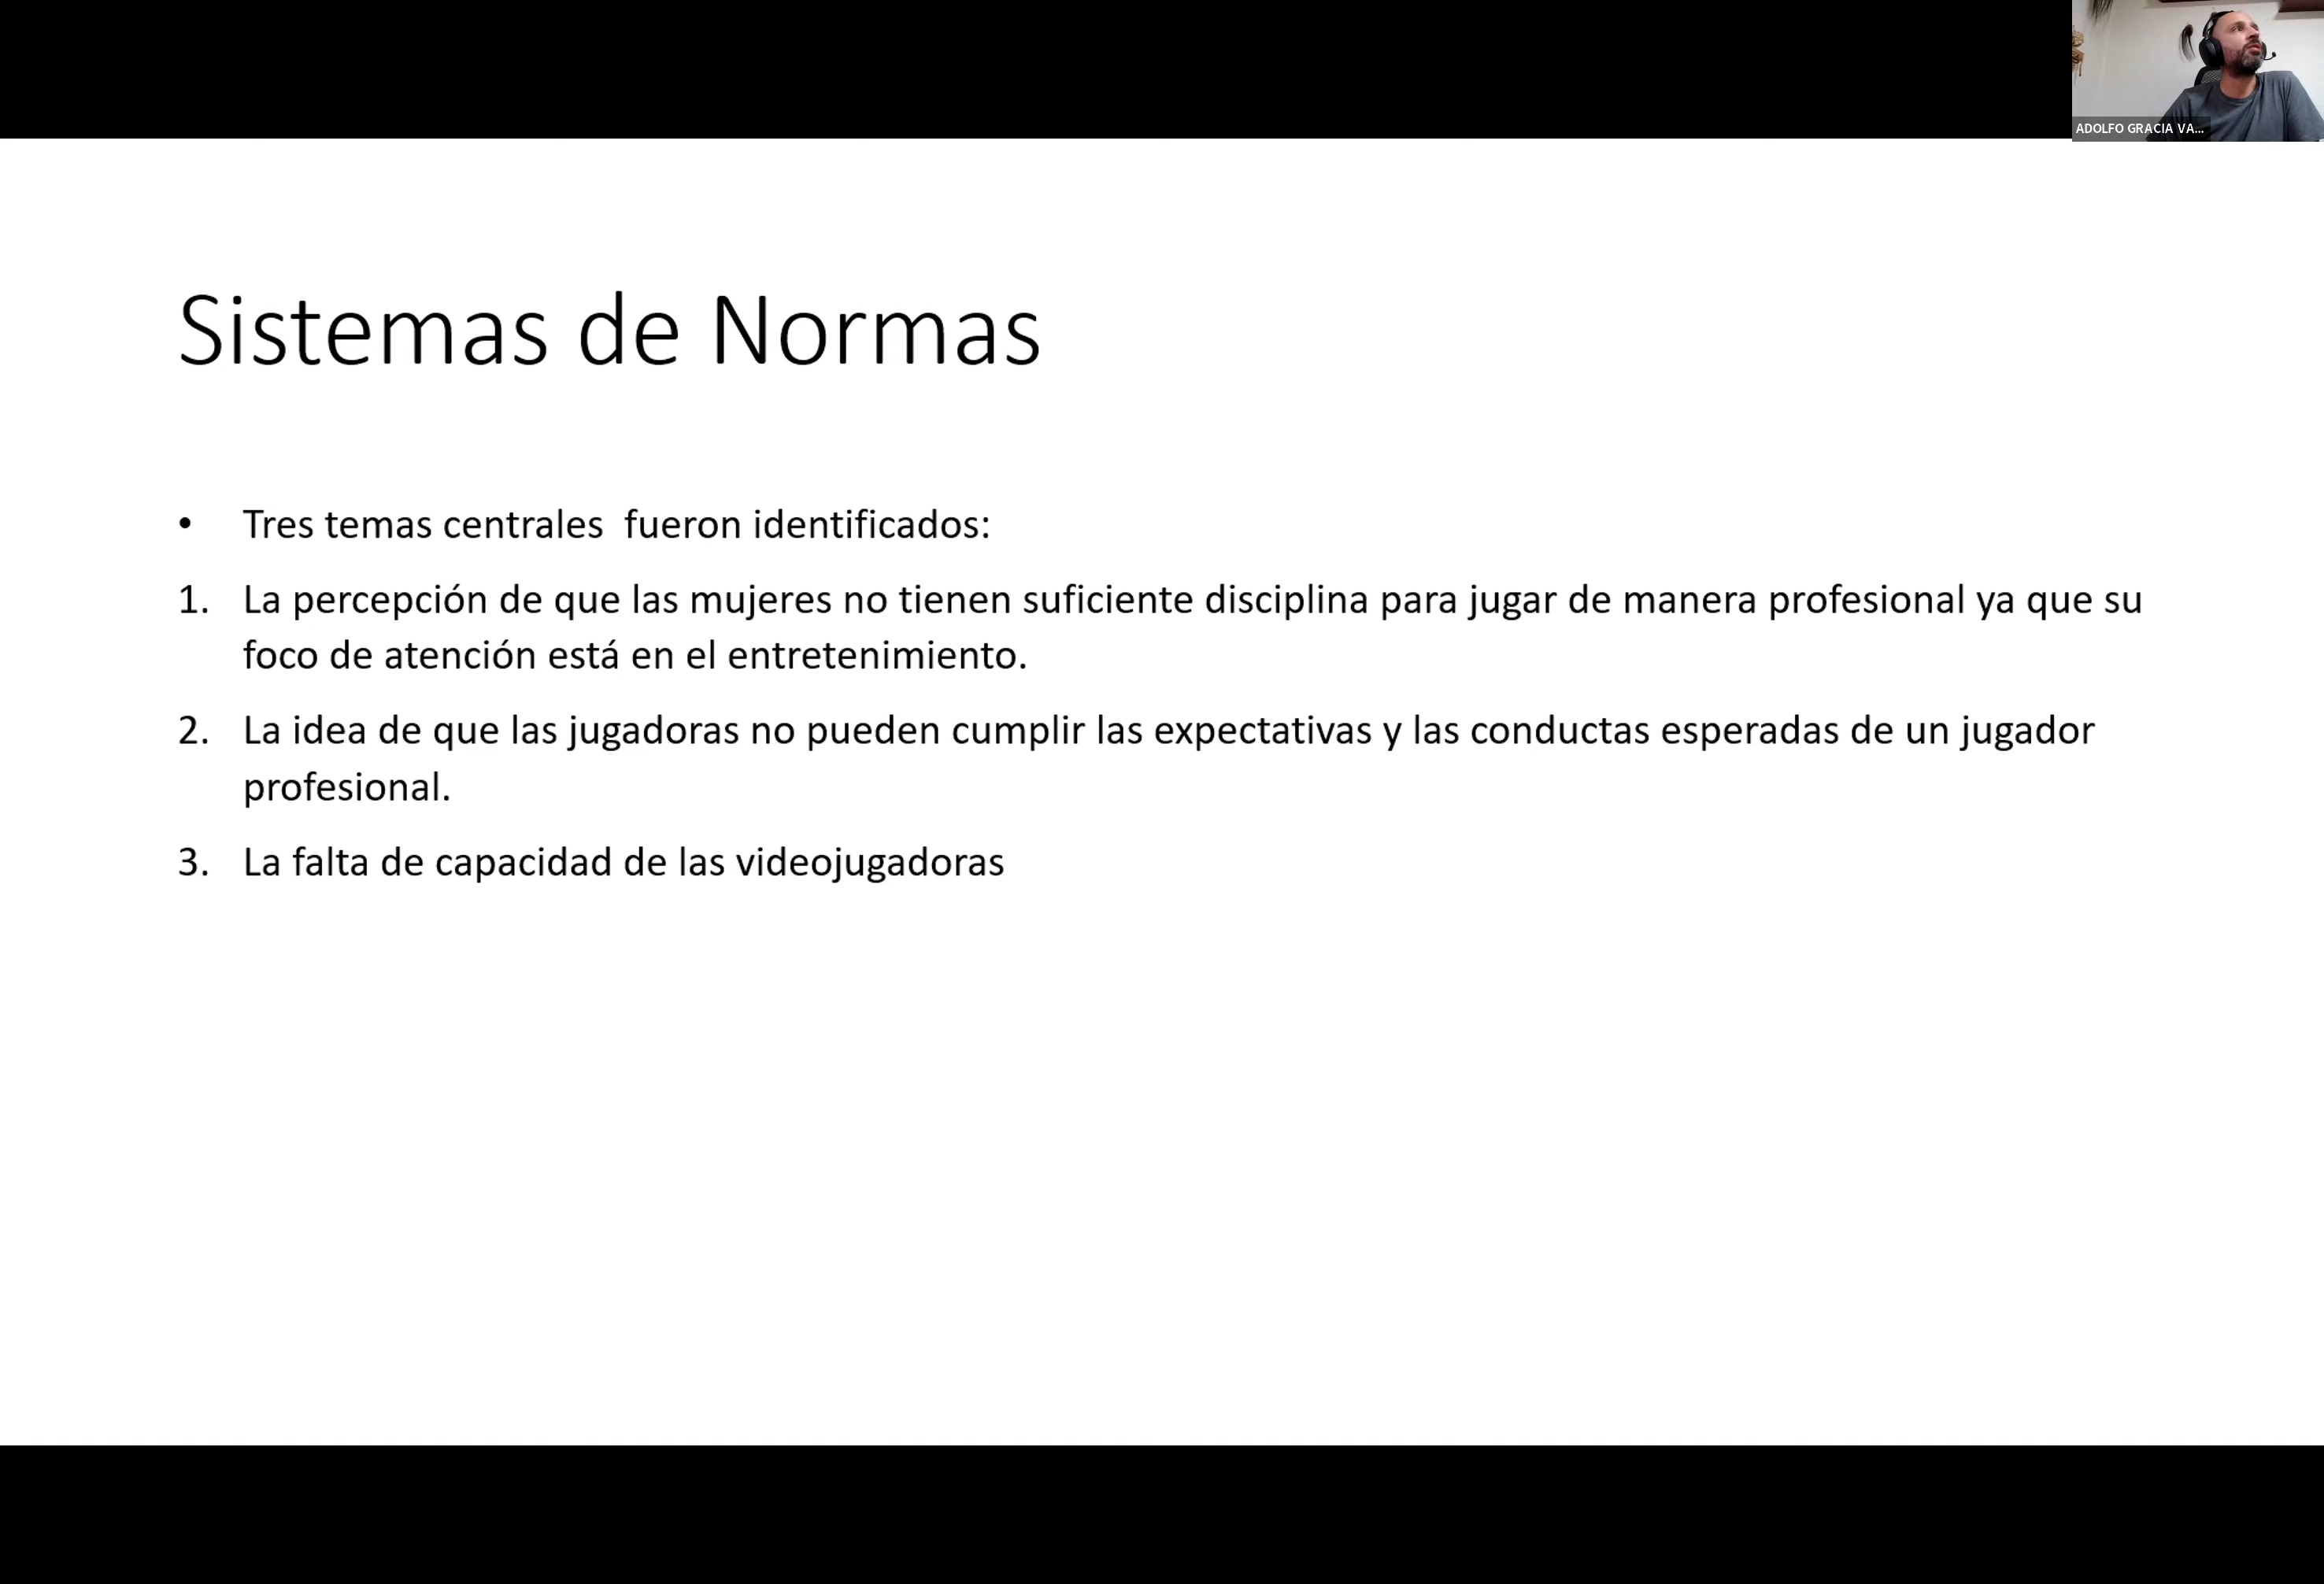 ADOLFO GRACIA VA...
Sistemas de Normas
• Tres temas centrales  fueron identificados:
1. La percepción de que las mujeres no tienen suficiente disciplina para jugar de manera profesional ya que su
foco de atención está en el entretenimiento.
2. La idea de que las jugadoras no pueden cumplir las expectativas y las conductas esperadas de un jugador
profesional.
3. La falta de capacidad de las videojugadoras